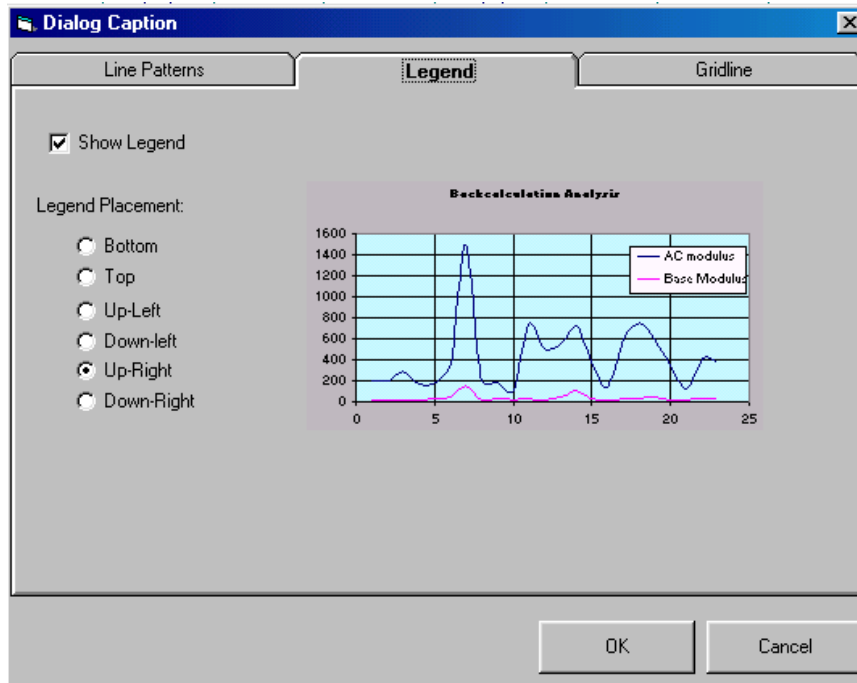 Dialog Caption
Line Patterns
Legend
Gridline
Show Legend
Legend Placement:
Bottom
Top
Up-Left
Down-left
Up-Right
Down-Right
Backcalculation Analysis
1600
1400
1200
1000
800
600
400
200
0
0 5 10 15 20 25
AC modulus
Base Modulus
OK
Cancel